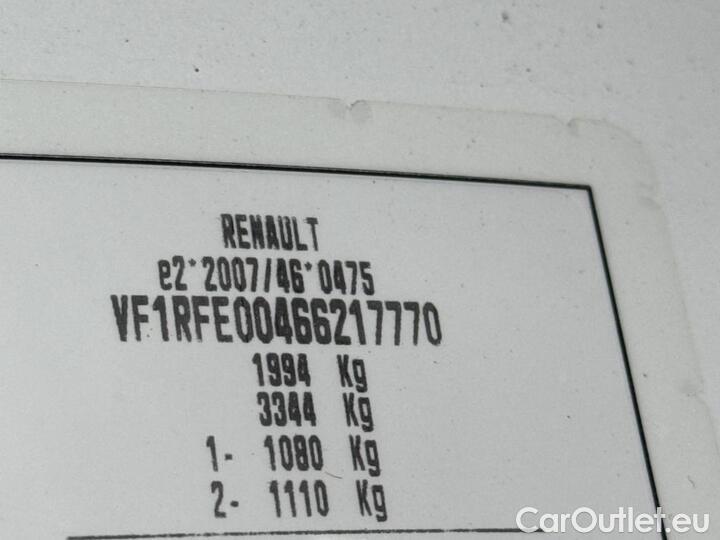 RENAULT
e2*2007/46*0475
VF1RFE00466217770
1994 Kg
3344 Kg
1- 1080 Kg
2- 1110 Kg
CarOutlet.eu